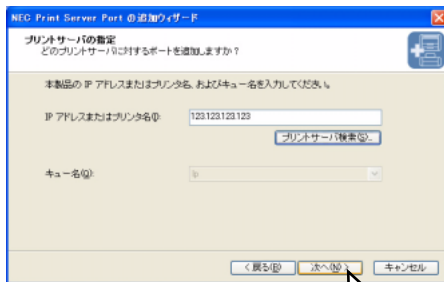 NEC Print Server Port の追加ウィザード
プリントサーバの指定
どのプリントサーバに対するポートを追加しますか?
本製品の IP アドレスまたはプリンタ名、およびキュー名を入力してください。
IP アドレスまたはプリンタ名(I):
123.123.123.123
プリントサーバ検索(S)...
キュー名(Q):
lp
< 戻る(B)
次へ(N) >
キャンセル